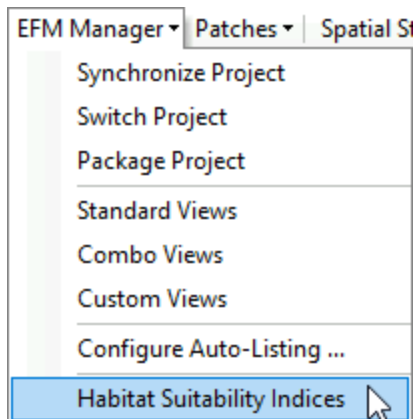 EFM Manager Patches Spatial St
Synchronize Project
Switch Project
Package Project
Standard Views
Combo Views
Custom Views
Configure Auto-Listing ...
Habitat Suitability Indices